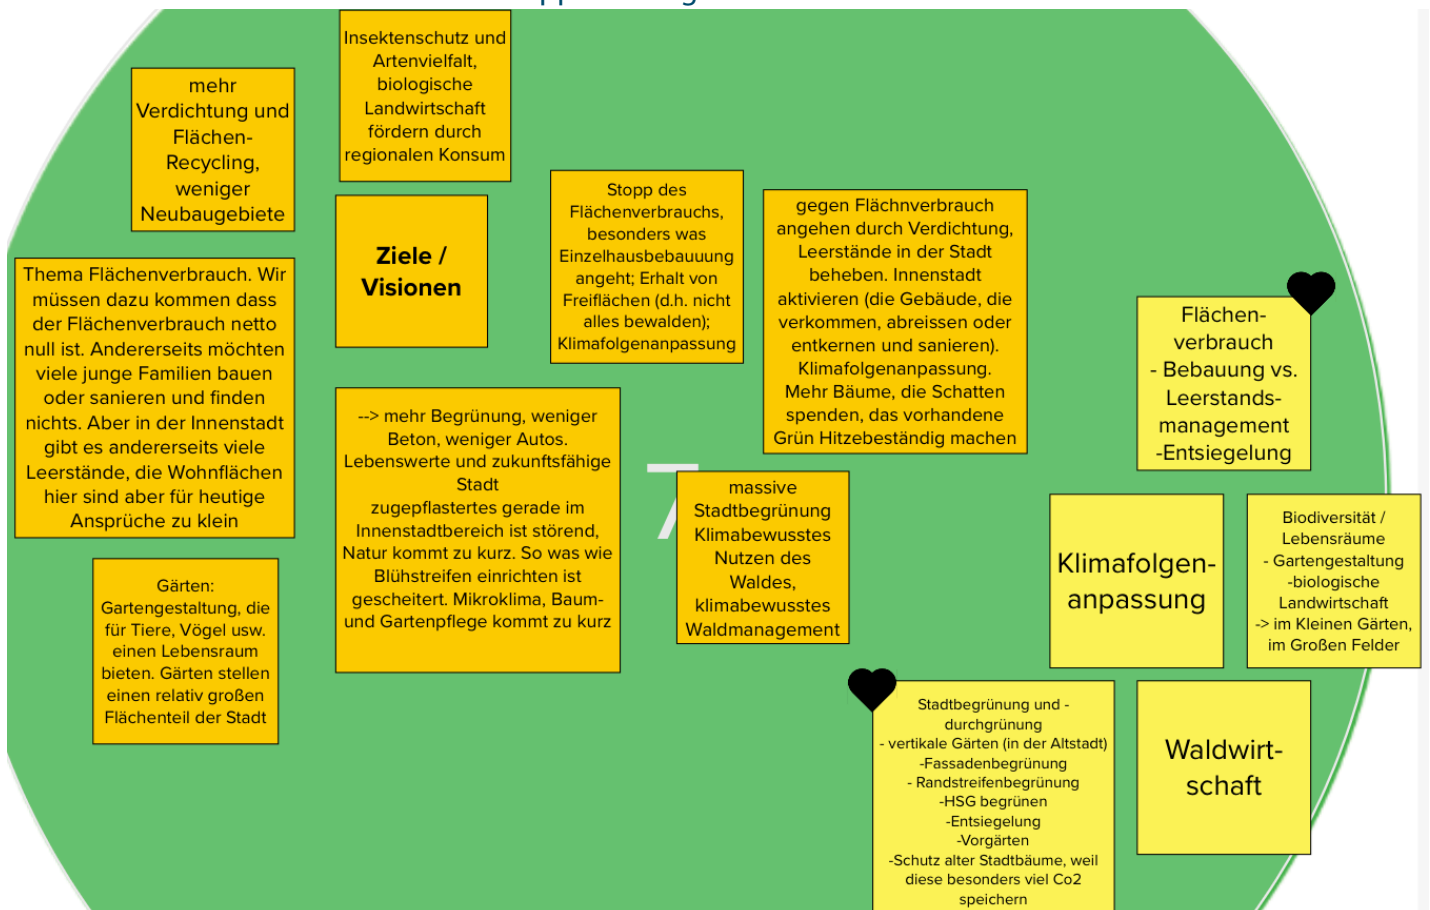 Insektenschutz und
Artenvielfalt,
biologische
Landwirtschaft
fördern durch
regionalen Konsum
mehr
Verdichtung und
Flächen-
Recycling,
weniger
Neubaugebiete
Ziele /
Visionen
Stopp des
Flächenverbrauchs,
besonders was
Einzelhausbebauuung
angeht; Erhalt von
Freiflächen (d.h. nicht
alles bewalden);
Klimafolgenanpassung
gegen Flächnverbrauch
angehen durch Verdichtung,
Leerstände in der Stadt
beheben. Innenstadt
aktivieren (die Gebäude, die
verkommen, abreissen oder
entkernen und sanieren).
Klimafolgenanpassung.
Mehr Bäume, die Schatten
spenden, das vorhandene
Grün Hitzebeständig machen
Thema Flächenverbrauch. Wir
müssen dazu kommen dass
der Flächenverbrauch netto
null ist. Andererseits möchten
viele junge Familien bauen
oder sanieren und finden
nichts. Aber in der Innenstadt
gibt es andererseits viele
Leerstände, die Wohnflächen
hier sind aber für heutige
Ansprüche zu klein
--> mehr Begrünung, weniger
Beton, weniger Autos.
Lebenswerte und zukunftsfähige
Stadt
zugepflastertes gerade im
Innenstadtbereich ist störend,
Natur kommt zu kurz. So was wie
Blühstreifen einrichten ist
gescheitert. Mikroklima, Baum-
und Gartenpflege kommt zu kurz
7
massive
Stadtbegrünung
Klimabewusstes
Nutzen des
Waldes,
klimabewusstes
Waldmanagement
Gärten:
Gartengestaltung, die
für Tiere, Vögel usw.
einen Lebensraum
bieten. Gärten stellen
einen relativ großen
Flächenteil der Stadt
Flächen-
verbrauch
- Bebauung vs.
Leerstands-
management
-Entsiegelung
Klimafolgen-
anpassung
Biodiversität /
Lebensräume
- Gartengestaltung
-biologische
Landwirtschaft
-> im Kleinen Gärten,
im Großen Felder
Stadtbegrünung und -
durchgrünung
- vertikale Gärten (in der Altstadt)
-Fassadenbegrünung
- Randstreifenbegrünung
-HSG begrünen
-Entsiegelung
-Vorgärten
-Schutz alter Stadtbäume, weil
diese besonders viel Co2
speichern
Waldwirt-
schaft